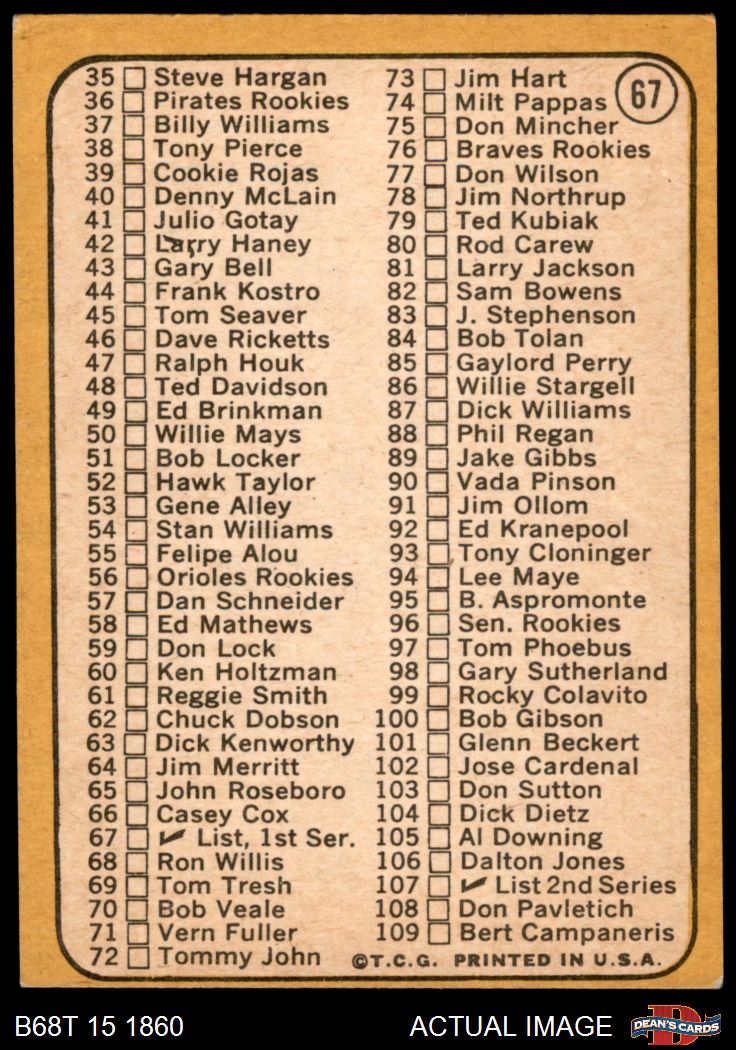 67
35 Steve Hargan
36 Pirates Rookies
37 Billy Williams
38 Tony Pierce
39 Cookie Rojas
40 Denny McLain
41 Julio Gotay
42 Larry Haney
43 Gary Bell
44 Frank Kostro
45 Tom Seaver
46 Dave Ricketts
47 Ralph Houk
48 Ted Davidson
49 Ed Brinkman
50 Willie Mays
51 Bob Locker
52 Hawk Taylor
53 Gene Alley
54 Stan Williams
55 Felipe Alou
56 Orioles Rookies
57 Dan Schneider
58 Ed Mathews
59 Don Lock
60 Ken Holtzman
61 Reggie Smith
62 Chuck Dobson
63 Dick Kenworthy
64 Jim Merritt
65 John Roseboro
66 Casey Cox
67 ✔ List, 1st Ser.
68 Ron Willis
69 Tom Tresh
70 Bob Veale
71 Vern Fuller
72 Tommy John
73 Jim Hart
74 Milt Pappas
75 Don Mincher
76 Braves Rookies
77 Don Wilson
78 Jim Northrup
79 Ted Kubiak
80 Rod Carew
81 Larry Jackson
82 Sam Bowens
83 J. Stephenson
84 Bob Tolan
85 Gaylord Perry
86 Willie Stargell
87 Dick Williams
88 Phil Regan
89 Jake Gibbs
90 Vada Pinson
91 Jim Ollom
92 Ed Kranepool
93 Tony Cloninger
94 Lee Maye
95 B. Aspromonte
96 Sen. Rookies
97 Tom Phoebus
98 Gary Sutherland
99 Rocky Colavito
100 Bob Gibson
101 Glenn Beckert
102 Jose Cardenal
103 Don Sutton
104 Dick Dietz
105 Al Downing
106 Dalton Jones
107 ✔ List 2nd Series
108 Don Pavletich
109 Bert Campaneris
©T.C.G. PRINTED IN U.S.A.
B68T 15 1860
ACTUAL IMAGE
D
DEAN'S CARDS